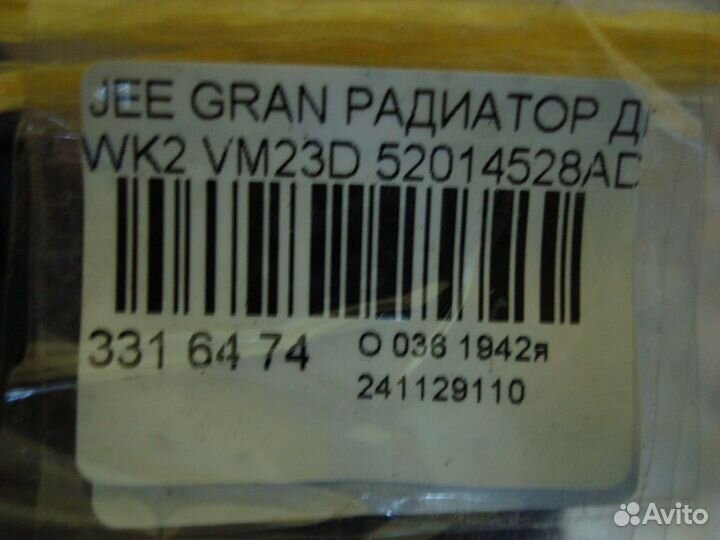 JEE GRAN РАДИАТОР
WK2 VM23D 52014528AD
331 64 74
О 036 1942я
241129110
Avito